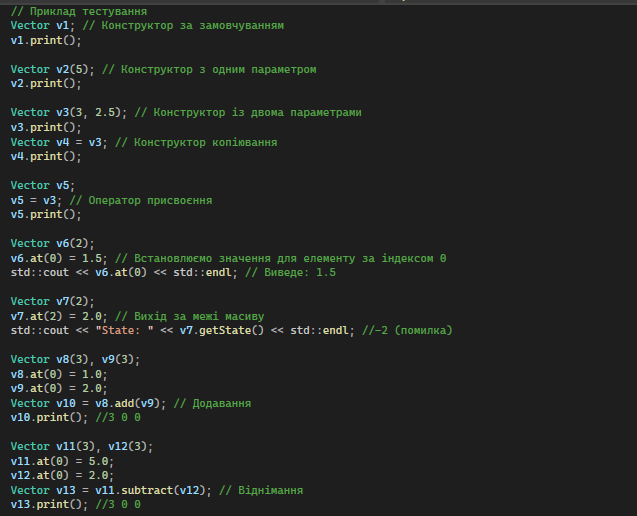 // Приклад тестування
Vector v1; // Конструктор за замовчуванням
v1.print();
Vector v2(5); // Конструктор з одним параметром
v2.print();
Vector v3(3, 2.5); // Конструктор із двома параметрами
v3.print();
Vector v4 = v3; // Конструктор копіювання
v4.print();
Vector v5;
v5 = v3; // Оператор присвоєння
v5.print();
Vector v6(2);
v6.at(0) = 1.5; // Встановлюємо значення для елементу за індексом 0
std::cout << v6.at(0) << std::endl; // Виведе: 1.5
Vector v7(2);
v7.at(2) = 2.0; // Вихід за межі масиву
std::cout << "State: " << v7.getState() << std::endl; //-2 (помилка)
Vector v8(3), v9(3);
v8.at(0) = 1.0;
v9.at(0) = 2.0;
Vector v10 = v8.add(v9); // Додавання
v10.print(); //3 0 0
Vector v11(3), v12(3);
v11.at(0) = 5.0;
v12.at(0) = 2.0;
Vector v13 = v11.subtract(v12); // Віднімання
v13.print(); //3 0 0